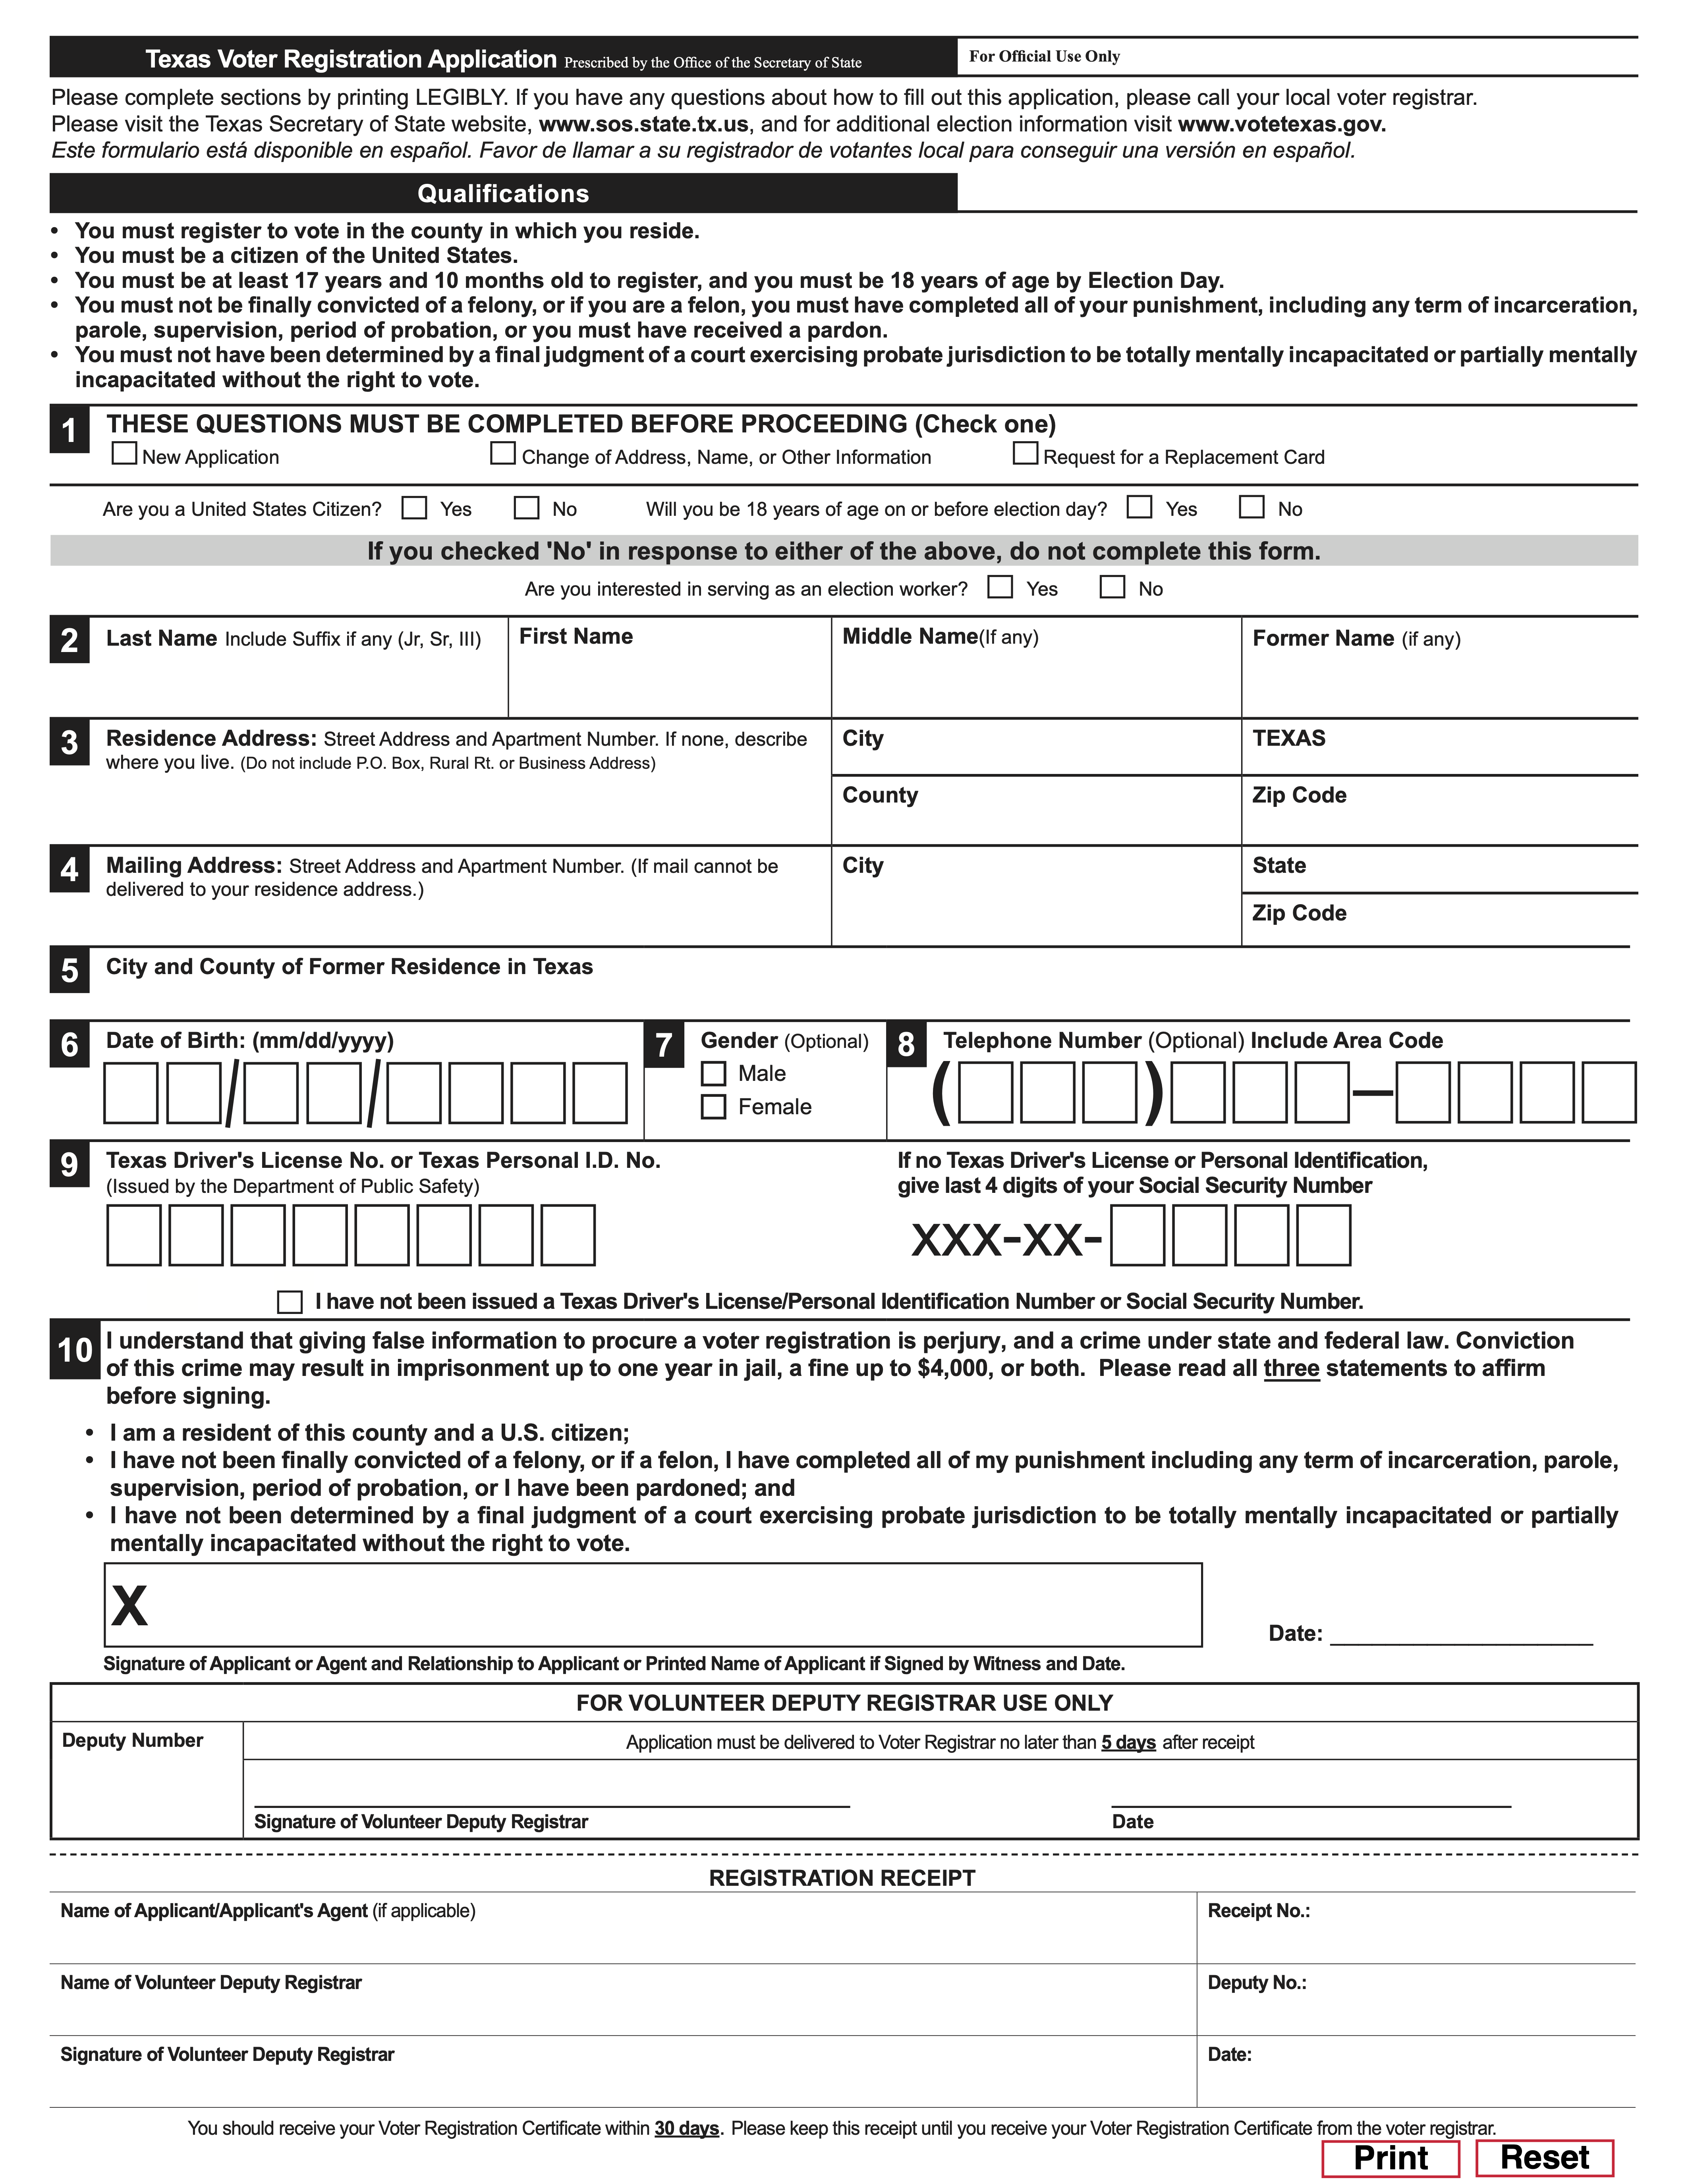 Texas Voter Registration Application Prescribed by the Office of the Secretary of State
For Official Use Only
Please complete sections by printing LEGIBLY. If you have any questions about how to fill out this application, please call your local voter registrar.
Please visit the Texas Secretary of State website, www.sos.state.tx.us, and for additional election information visit www.votetexas.gov.
Este formulario está disponible en español. Favor de llamar a su registrador de votantes local para conseguir una versión en español.
Qualifications
• You must register to vote in the county in which you reside.
• You must be a citizen of the United States.
• You must be at least 17 years and 10 months old to register, and you must be 18 years of age by Election Day.
• You must not be finally convicted of a felony, or if you are a felon, you must have completed all of your punishment, including any term of incarceration,
parole, supervision, period of probation, or you must have received a pardon.
• You must not have been determined by a final judgment of a court exercising probate jurisdiction to be totally mentally incapacitated or partially mentally
incapacitated without the right to vote.
1 THESE QUESTIONS MUST BE COMPLETED BEFORE PROCEEDING (Check one)
New Application Change of Address, Name, or Other Information Request for a Replacement Card
Are you a United States Citizen? Yes No Will you be 18 years of age on or before election day? Yes No
If you checked 'No' in response to either of the above, do not complete this form.
Are you interested in serving as an election worker? Yes No
2 Last Name Include Suffix if any (Jr, Sr, III) First Name Middle Name(If any) Former Name (if any)
3 Residence Address: Street Address and Apartment Number. If none, describe
where you live. (Do not include P.O. Box, Rural Rt. or Business Address)
City
TEXAS
County
Zip Code
4 Mailing Address: Street Address and Apartment Number. (If mail cannot be
delivered to your residence address.)
City
State
Zip Code
5 City and County of Former Residence in Texas
6 Date of Birth: (mm/dd/yyyy)
/ /
7 Gender (Optional)
Male
Female
8 Telephone Number (Optional) Include Area Code
( ) —
9 Texas Driver's License No. or Texas Personal I.D. No.
(Issued by the Department of Public Safety)
If no Texas Driver's License or Personal Identification,
give last 4 digits of your Social Security Number
XXX-XX-
I have not been issued a Texas Driver's License/Personal Identification Number or Social Security Number.
10 I understand that giving false information to procure a voter registration is perjury, and a crime under state and federal law. Conviction
of this crime may result in imprisonment up to one year in jail, a fine up to $4,000, or both. Please read all three statements to affirm
before signing.
• I am a resident of this county and a U.S. citizen;
• I have not been finally convicted of a felony, or if a felon, I have completed all of my punishment including any term of incarceration, parole,
supervision, period of probation, or I have been pardoned; and
• I have not been determined by a final judgment of a court exercising probate jurisdiction to be totally mentally incapacitated or partially
mentally incapacitated without the right to vote.
X
Date:
Signature of Applicant or Agent and Relationship to Applicant or Printed Name of Applicant if Signed by Witness and Date.
FOR VOLUNTEER DEPUTY REGISTRAR USE ONLY
Deputy Number
Application must be delivered to Voter Registrar no later than 5 days after receipt
Signature of Volunteer Deputy Registrar Date
REGISTRATION RECEIPT
Name of Applicant/Applicant's Agent (if applicable) Receipt No.:
Name of Volunteer Deputy Registrar Deputy No.:
Signature of Volunteer Deputy Registrar Date:
You should receive your Voter Registration Certificate within 30 days. Please keep this receipt until you receive your Voter Registration Certificate from the voter registrar.
Print Reset